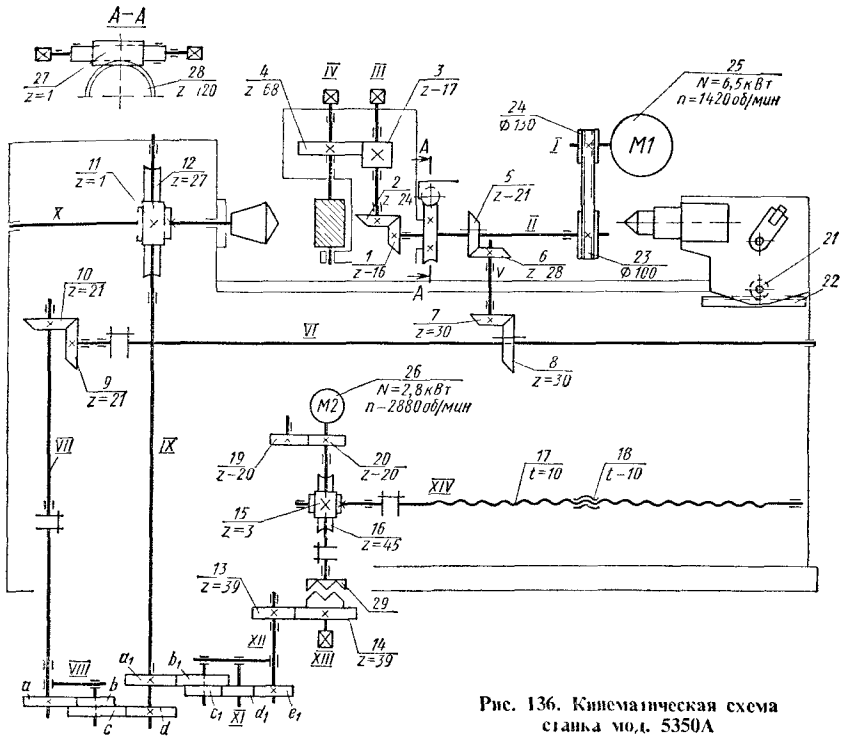 А–А
27
z=1
28
z 120
4
z 68
IV
III
3
z–17
25
N=6,5кВт
n=1420об/мин
24
Ф130
I
M1
11
z=1
12
z=27
X
A
2
z 24
5
z–21
II
1
z–16
6
z 28
V
23
Ф100
21
22
A
10
z=21
7
z=30
VI
8
z=30
9
z=21
26
N=2,8кВт
n–2880об/мин
M2
VII
IX
19
z–20
20
z–20
XIV
17
t=10
18
t–10
15
z=3
16
z=45
13
z=39
29
XII
14
z=39
XIII
a₁
b₁
VIII
a
b
c
d
c₁
XI
d₁
e₁
Рис. 136. Кинематическая схема
станка мод. 5350А